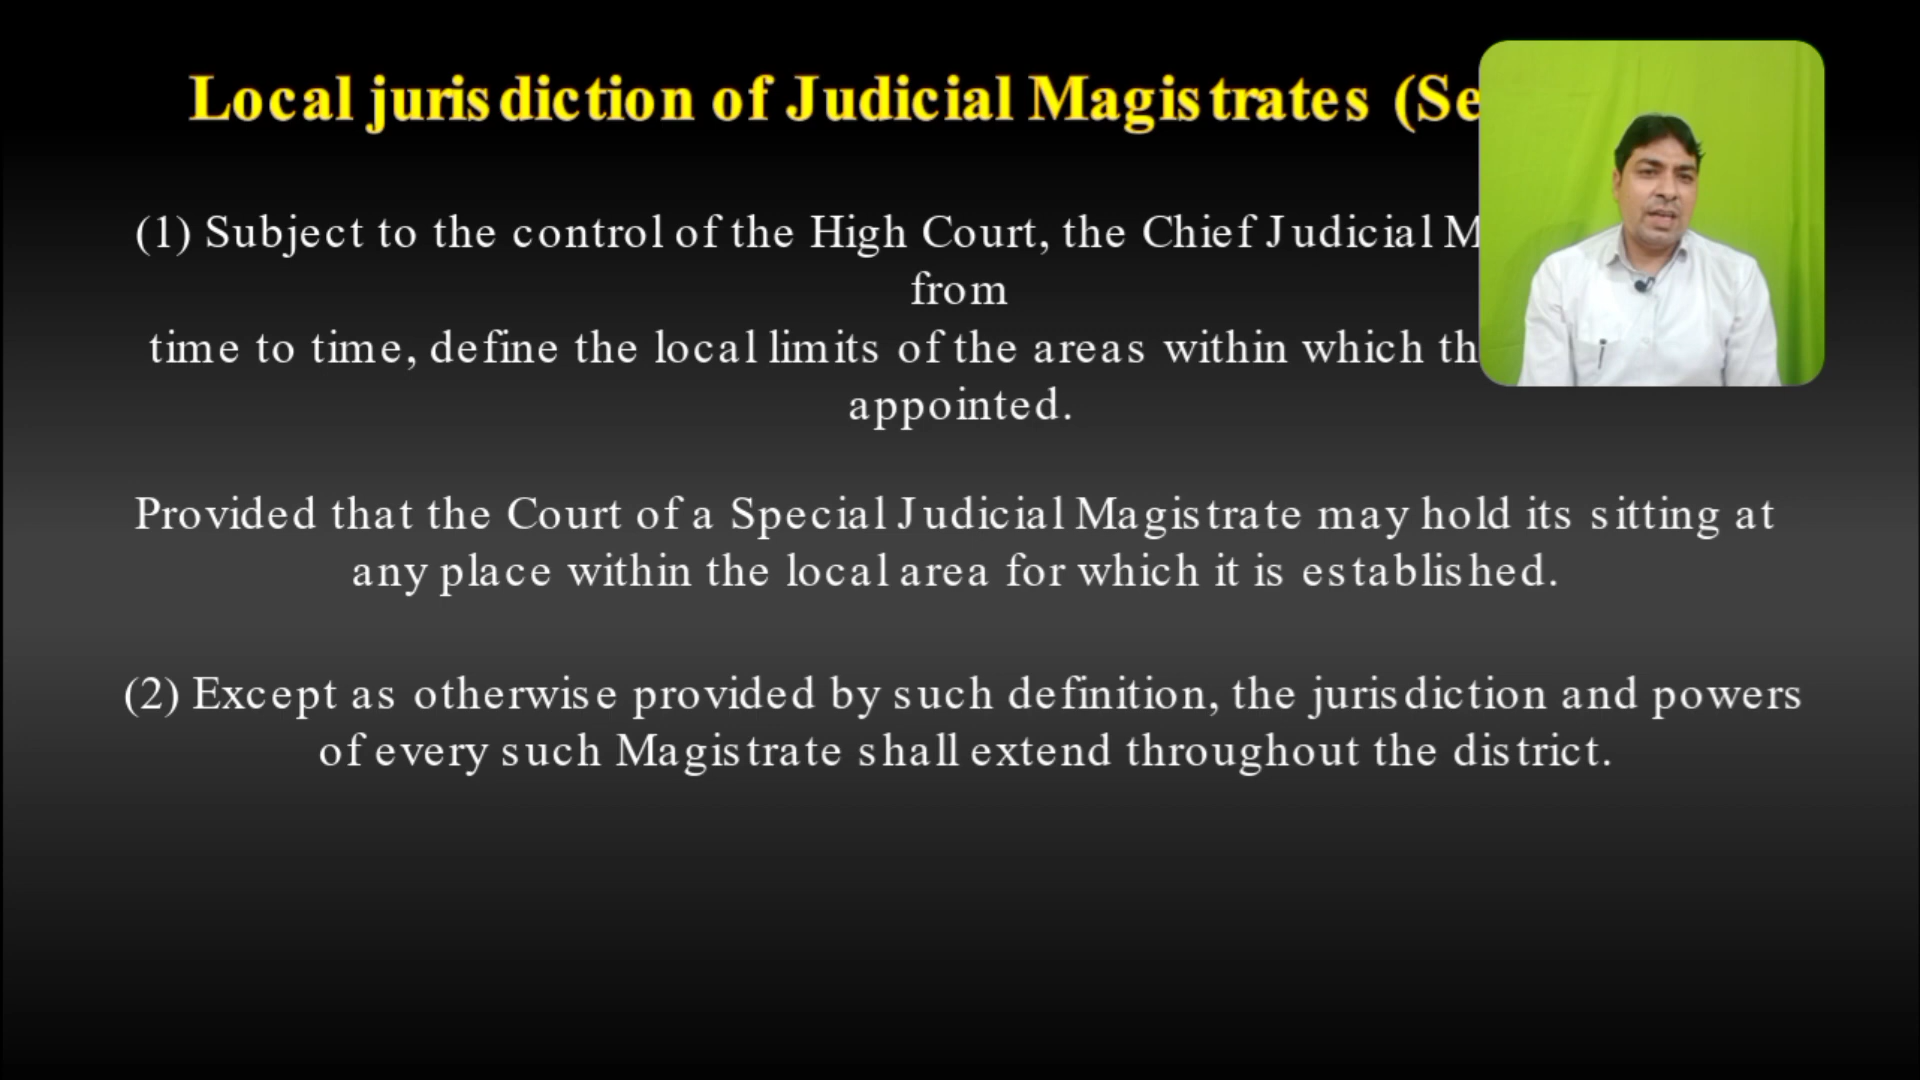 Local jurisdiction of Judicial Magistrates (Se
(1) Subject to the control of the High Court, the Chief Judicial M
from
time to time, define the local limits of the areas within which th
appointed.
Provided that the Court of a Special Judicial Magistrate may hold its sitting at
any place within the local area for which it is established.
(2) Except as otherwise provided by such definition, the jurisdiction and powers
of every such Magistrate shall extend throughout the district.